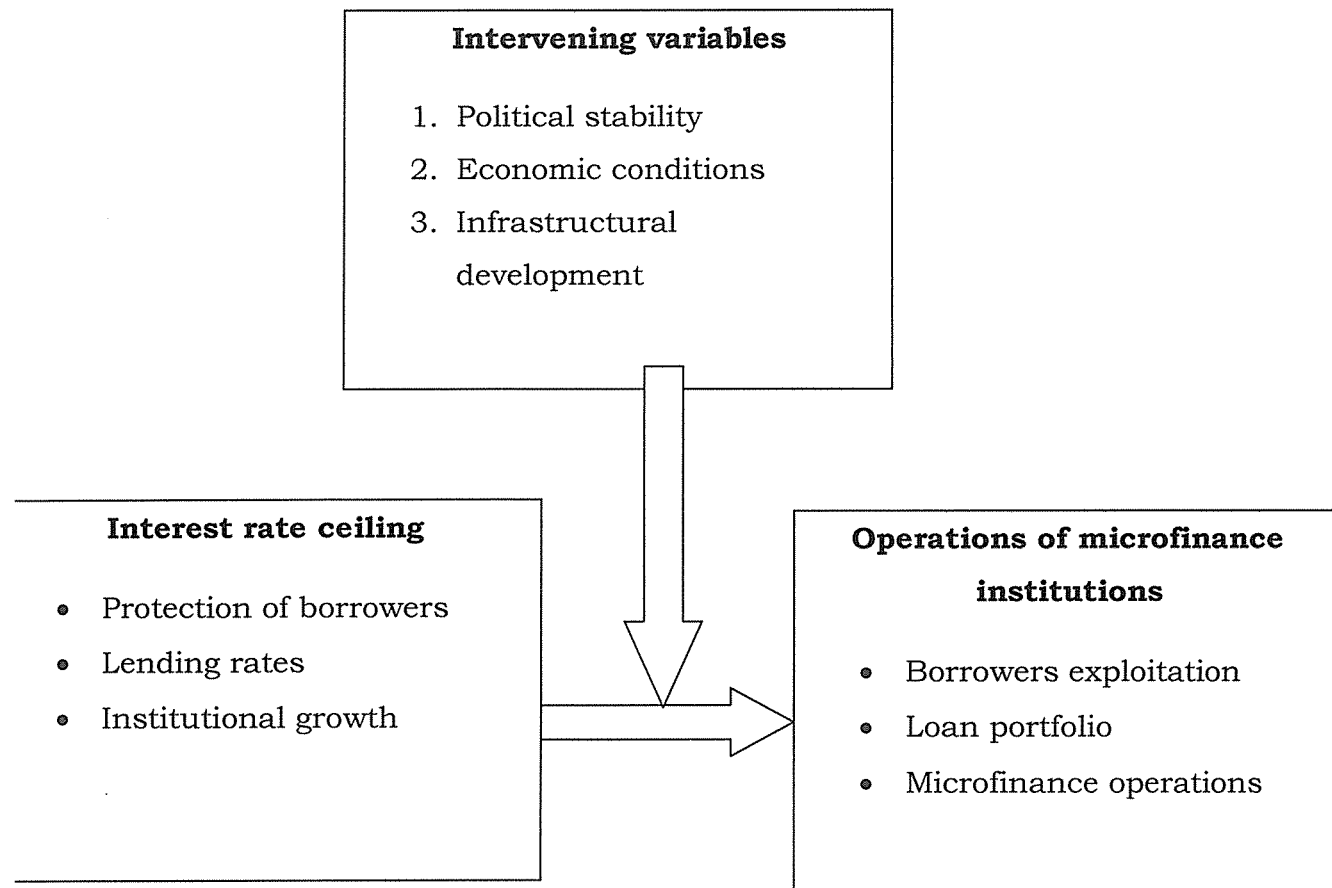 Intervening variables
1. Political stability
2. Economic conditions
3. Infrastructural
development
Interest rate ceiling
• Protection of borrowers
• Lending rates
• Institutional growth
Operations of microfinance
institutions
• Borrowers exploitation
• Loan portfolio
• Microfinance operations